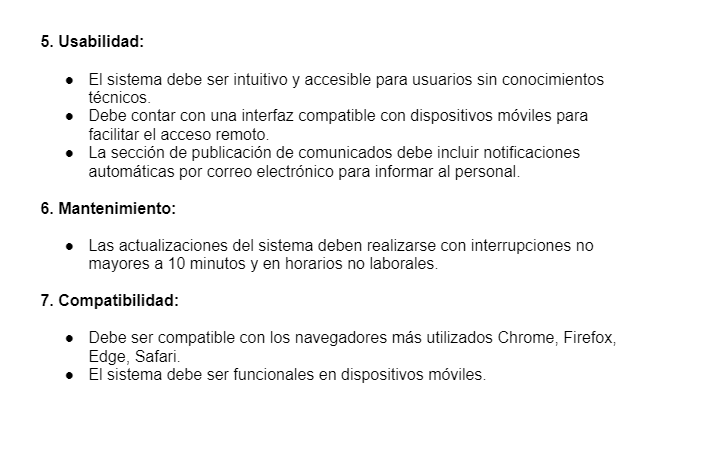 5. Usabilidad:
● El sistema debe ser intuitivo y accesible para usuarios sin conocimientos
técnicos.
● Debe contar con una interfaz compatible con dispositivos móviles para
facilitar el acceso remoto.
● La sección de publicación de comunicados debe incluir notificaciones
automáticas por correo electrónico para informar al personal.
6. Mantenimiento:
● Las actualizaciones del sistema deben realizarse con interrupciones no
mayores a 10 minutos y en horarios no laborales.
7. Compatibilidad:
● Debe ser compatible con los navegadores más utilizados Chrome, Firefox,
Edge, Safari.
● El sistema debe ser funcionales en dispositivos móviles.